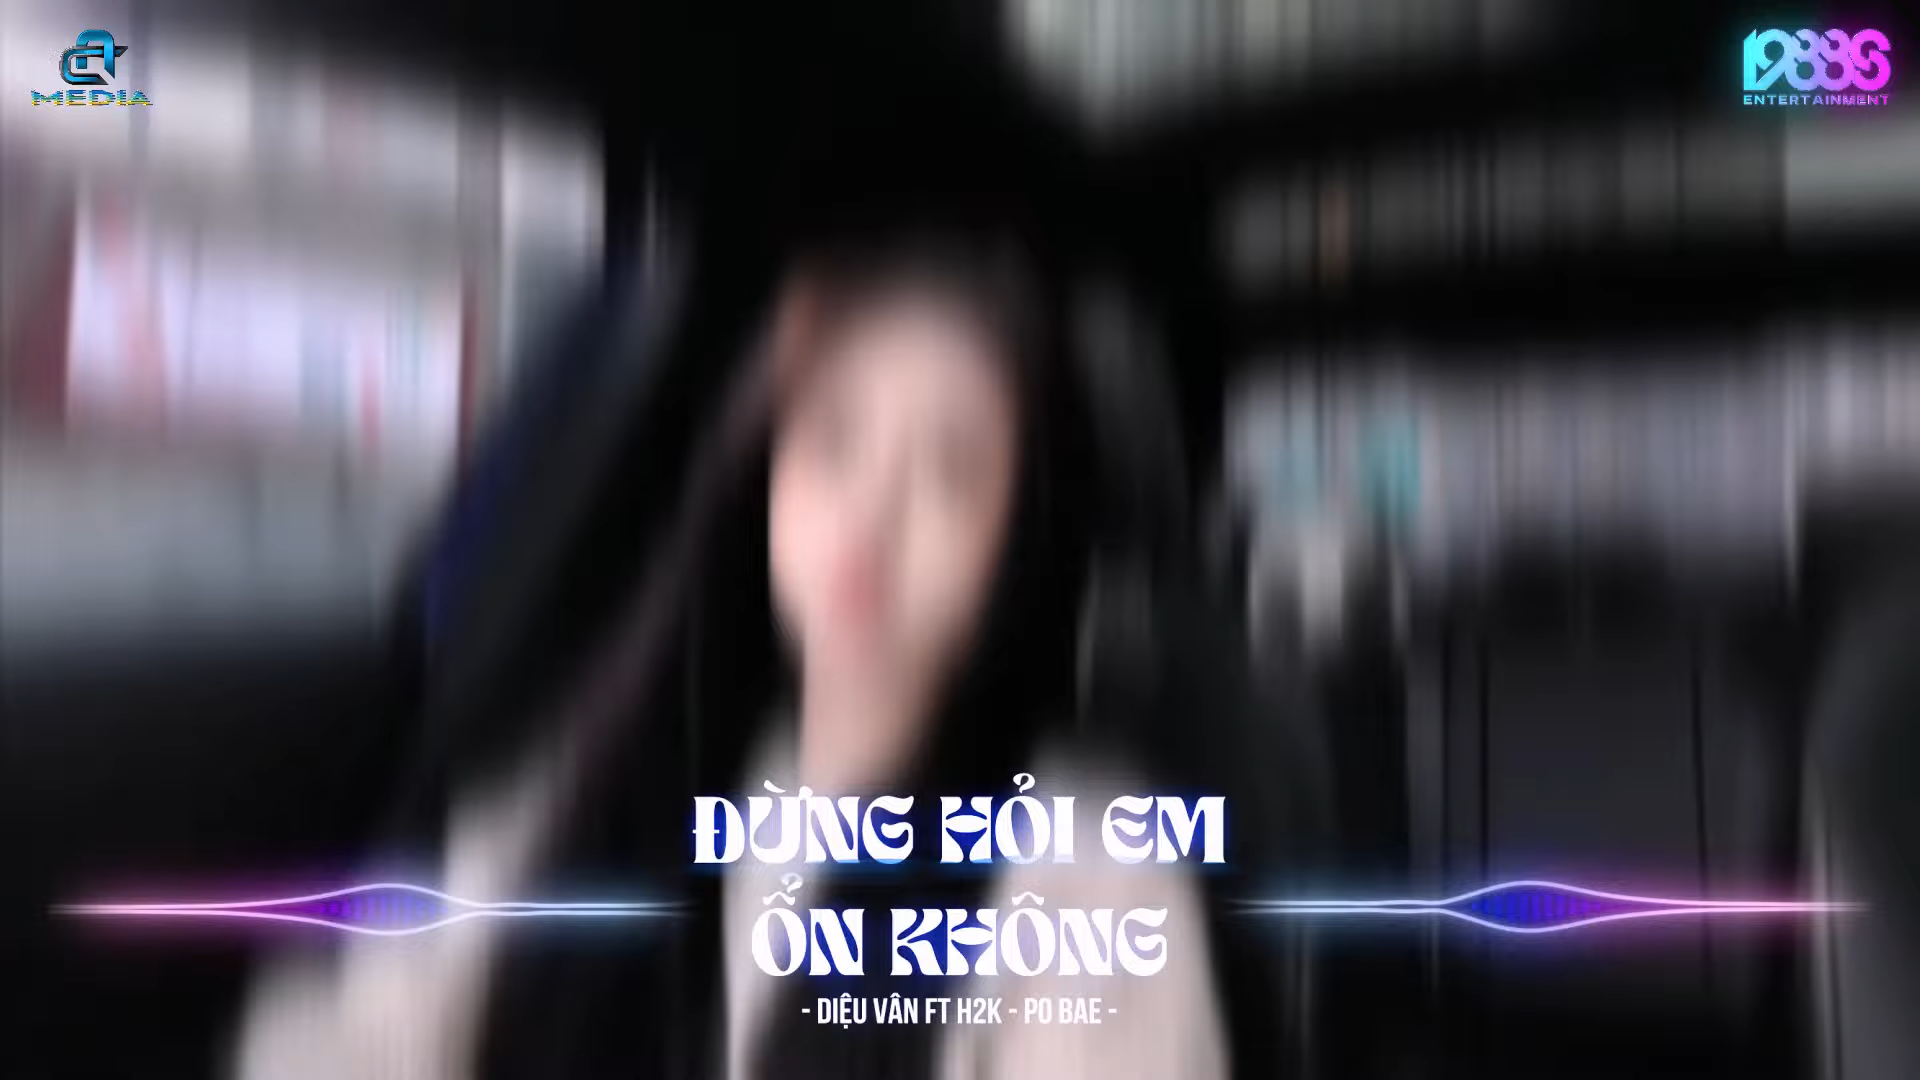 MEDIA
1988S
ENTERTAINMENT
ĐỪNG HỎI EM
ỔN KHÔNG
- DIỆU VÂN FT H2K - PO BAE -